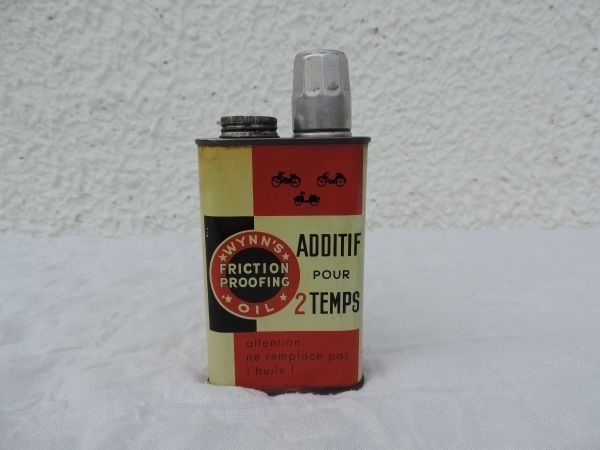 WYNN'S
FRICTION
PROOFING
OIL
ADDITIF
POUR
2 TEMPS
attention...
ne remplace pas
l'huile !